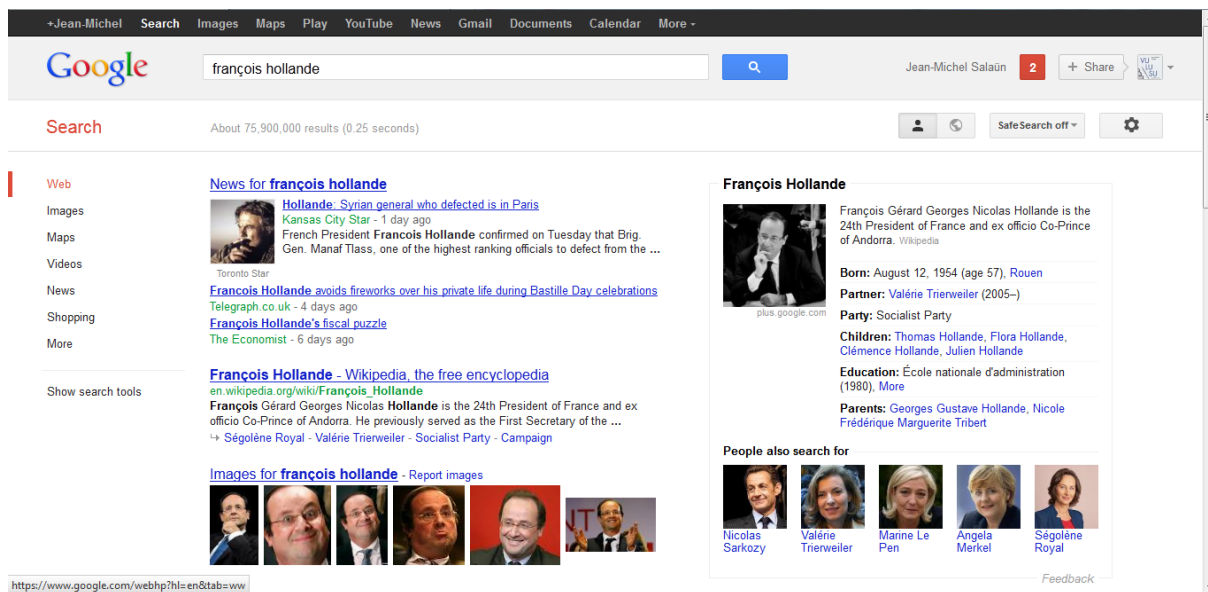 +Jean-Michel Search Images Maps Play YouTube News Gmail Documents Calendar More
Google
françois hollande
Jean-Michel Salaün 2 + Share
VU LU SU
Search
About 75,900,000 results (0.25 seconds)
SafeSearch off
Web
Images
Maps
Videos
News
Shopping
More
Show search tools
News for françois hollande
Hollande: Syrian general who defected is in Paris
Kansas City Star - 1 day ago
French President Francois Hollande confirmed on Tuesday that Brig.
Gen. Manaf Tlass, one of the highest ranking officials to defect from the ...
Toronto Star
Francois Hollande avoids fireworks over his private life during Bastille Day celebrations
Telegraph.co.uk - 4 days ago
François Hollande's fiscal puzzle
The Economist - 6 days ago
François Hollande - Wikipedia, the free encyclopedia
en.wikipedia.org/wiki/François_Hollande
François Gérard Georges Nicolas Hollande is the 24th President of France and ex
officio Co-Prince of Andorra. He previously served as the First Secretary of the ...
Ségolène Royal - Valérie Trierweiler - Socialist Party - Campaign
Images for françois hollande - Report images
NT
François Hollande
François Gérard Georges Nicolas Hollande is the
24th President of France and ex officio Co-Prince
of Andorra. Wikipedia
plus.google.com
Born: August 12, 1954 (age 57), Rouen
Partner: Valérie Trierweiler (2005–)
Party: Socialist Party
Children: Thomas Hollande, Flora Hollande,
Clémence Hollande, Julien Hollande
Education: École nationale d'administration
(1980), More
Parents: Georges Gustave Hollande, Nicole
Frédérique Marguerite Tribert
People also search for
Nicolas Sarkozy
Valérie Trierweiler
Marine Le Pen
Angela Merkel
Ségolène Royal
Feedback
https://www.google.com/webhp?hl=en&tab=ww